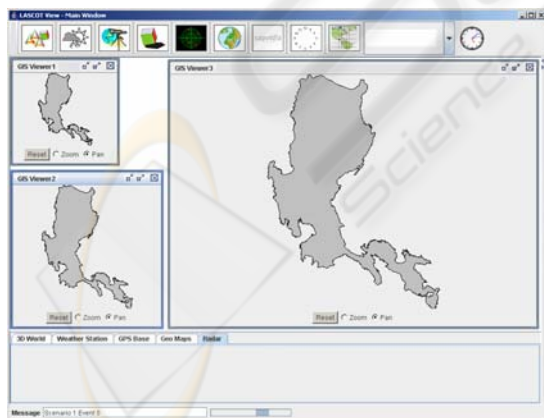 LASCOT View - Main Window
GIS Viewer1
Reset Zoom Pan
GIS Viewer2
Reset Zoom Pan
GIS Viewer3
Reset Zoom Pan
3D World Weather Station GPS Base Geo Maps Radar
Message Scenario 1 Event
Science